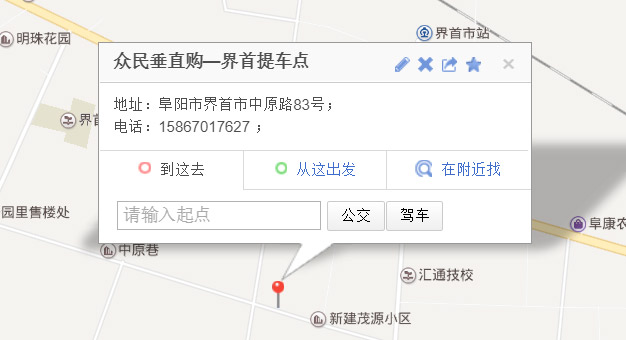 明珠花园
界首市站
众民垂直购—界首提车点
地址：阜阳市界首市中原路83号；
界首
电话：15867017627 ；
到这去
从这出发
在附近找
请输入起点
公交
驾车
园里售楼处
阜康农
中原巷
汇通技校
新建茂源小区